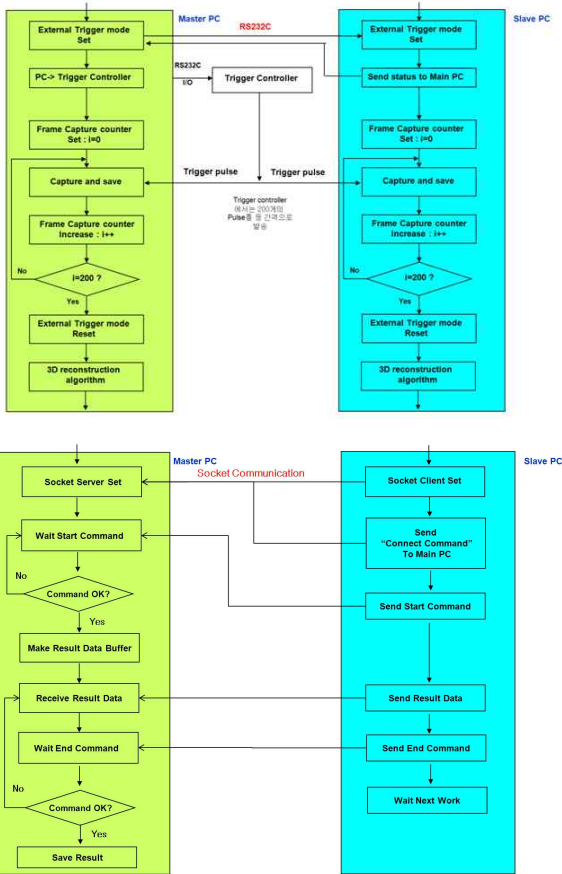 Master PC
Slave PC
RS232C
External Trigger mode
Set
External Trigger mode
Set
PC-> Trigger Controller
RS232C
I/O
Trigger Controller
Send status to Main PC
Frame Capture counter
Set : i=0
Frame Capture counter
Set : i=0
Capture and save
Trigger pulse
Trigger pulse
Capture and save
Trigger controller
에서는 200개의
Pulse를 등 간격으로
발송
Frame Capture counter
Increase : i++
Frame Capture counter
Increase : i++
No
i=200 ?
Yes
No
i=200 ?
Yes
External Trigger mode
Reset
External Trigger mode
Reset
3D reconstruction
algorithm
3D reconstruction
algorithm
Master PC
Slave PC
Socket Communication
Socket Server Set
Socket Client Set
Wait Start Command
Send
“Connect Command”
To Main PC
No
Command OK?
Yes
Send Start Command
Make Result Data Buffer
Receive Result Data
Send Result Data
Wait End Command
Send End Command
No
Command OK?
Yes
Wait Next Work
Save Result